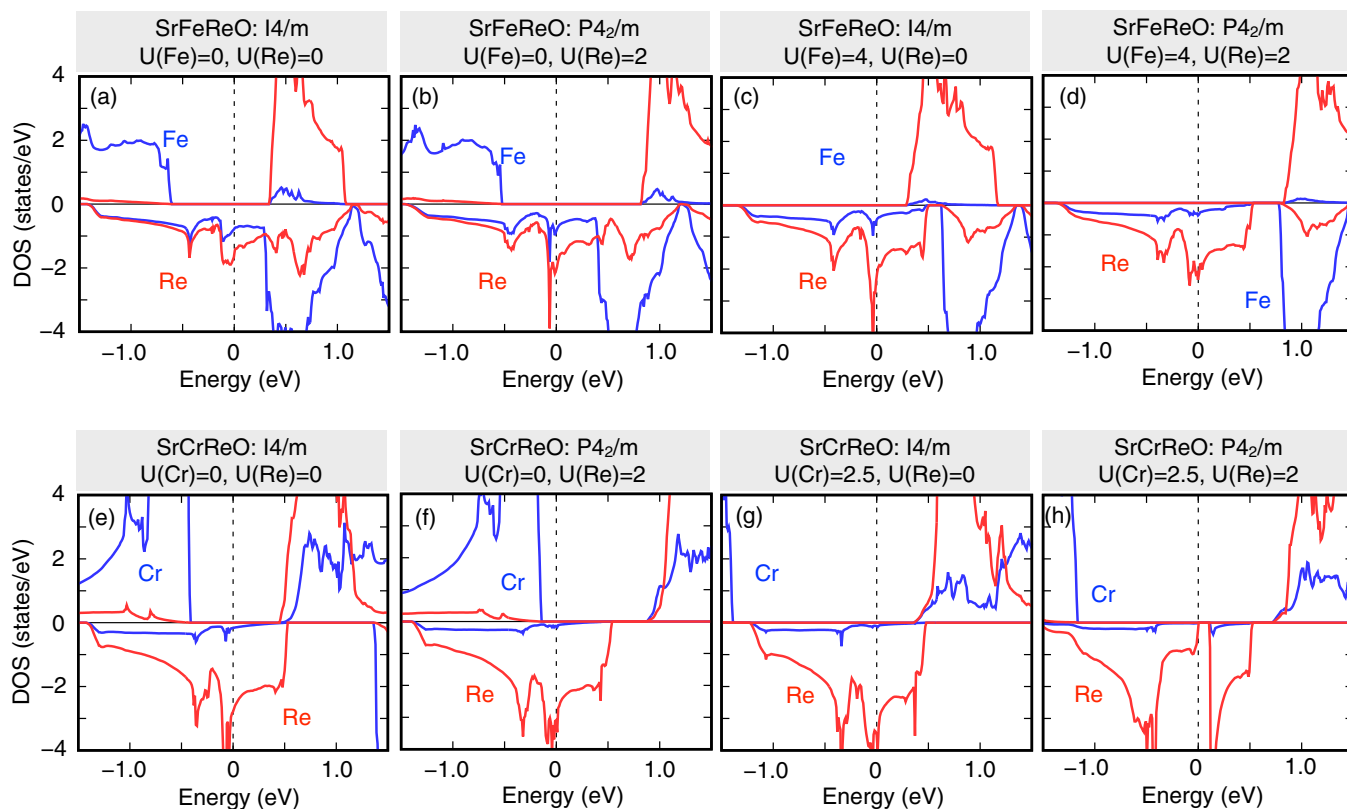 SrFeReO: I4/m
U(Fe)=0, U(Re)=0
SrFeReO: P4₂/m
U(Fe)=0, U(Re)=2
SrFeReO: I4/m
U(Fe)=4, U(Re)=0
SrFeReO: P4₂/m
U(Fe)=4, U(Re)=2
DOS (states/eV)
4
2
0
−2
−4
(a)
Fe
Re
(b)
Fe
Re
(c)
Fe
Re
(d)
Re
Fe
−1.0 0 1.0
−1.0 0 1.0
−1.0 0 1.0
−1.0 0 1.0
Energy (eV)
Energy (eV)
Energy (eV)
Energy (eV)
SrCrReO: I4/m
U(Cr)=0, U(Re)=0
SrCrReO: P4₂/m
U(Cr)=0, U(Re)=2
SrCrReO: I4/m
U(Cr)=2.5, U(Re)=0
SrCrReO: P4₂/m
U(Cr)=2.5, U(Re)=2
DOS (states/eV)
4
2
0
−2
−4
(e)
Cr
Re
(f)
Cr
Re
(g)
Cr
Re
(h)
Cr
Re
−1.0 0 1.0
−1.0 0 1.0
−1.0 0 1.0
−1.0 0 1.0
Energy (eV)
Energy (eV)
Energy (eV)
Energy (eV)